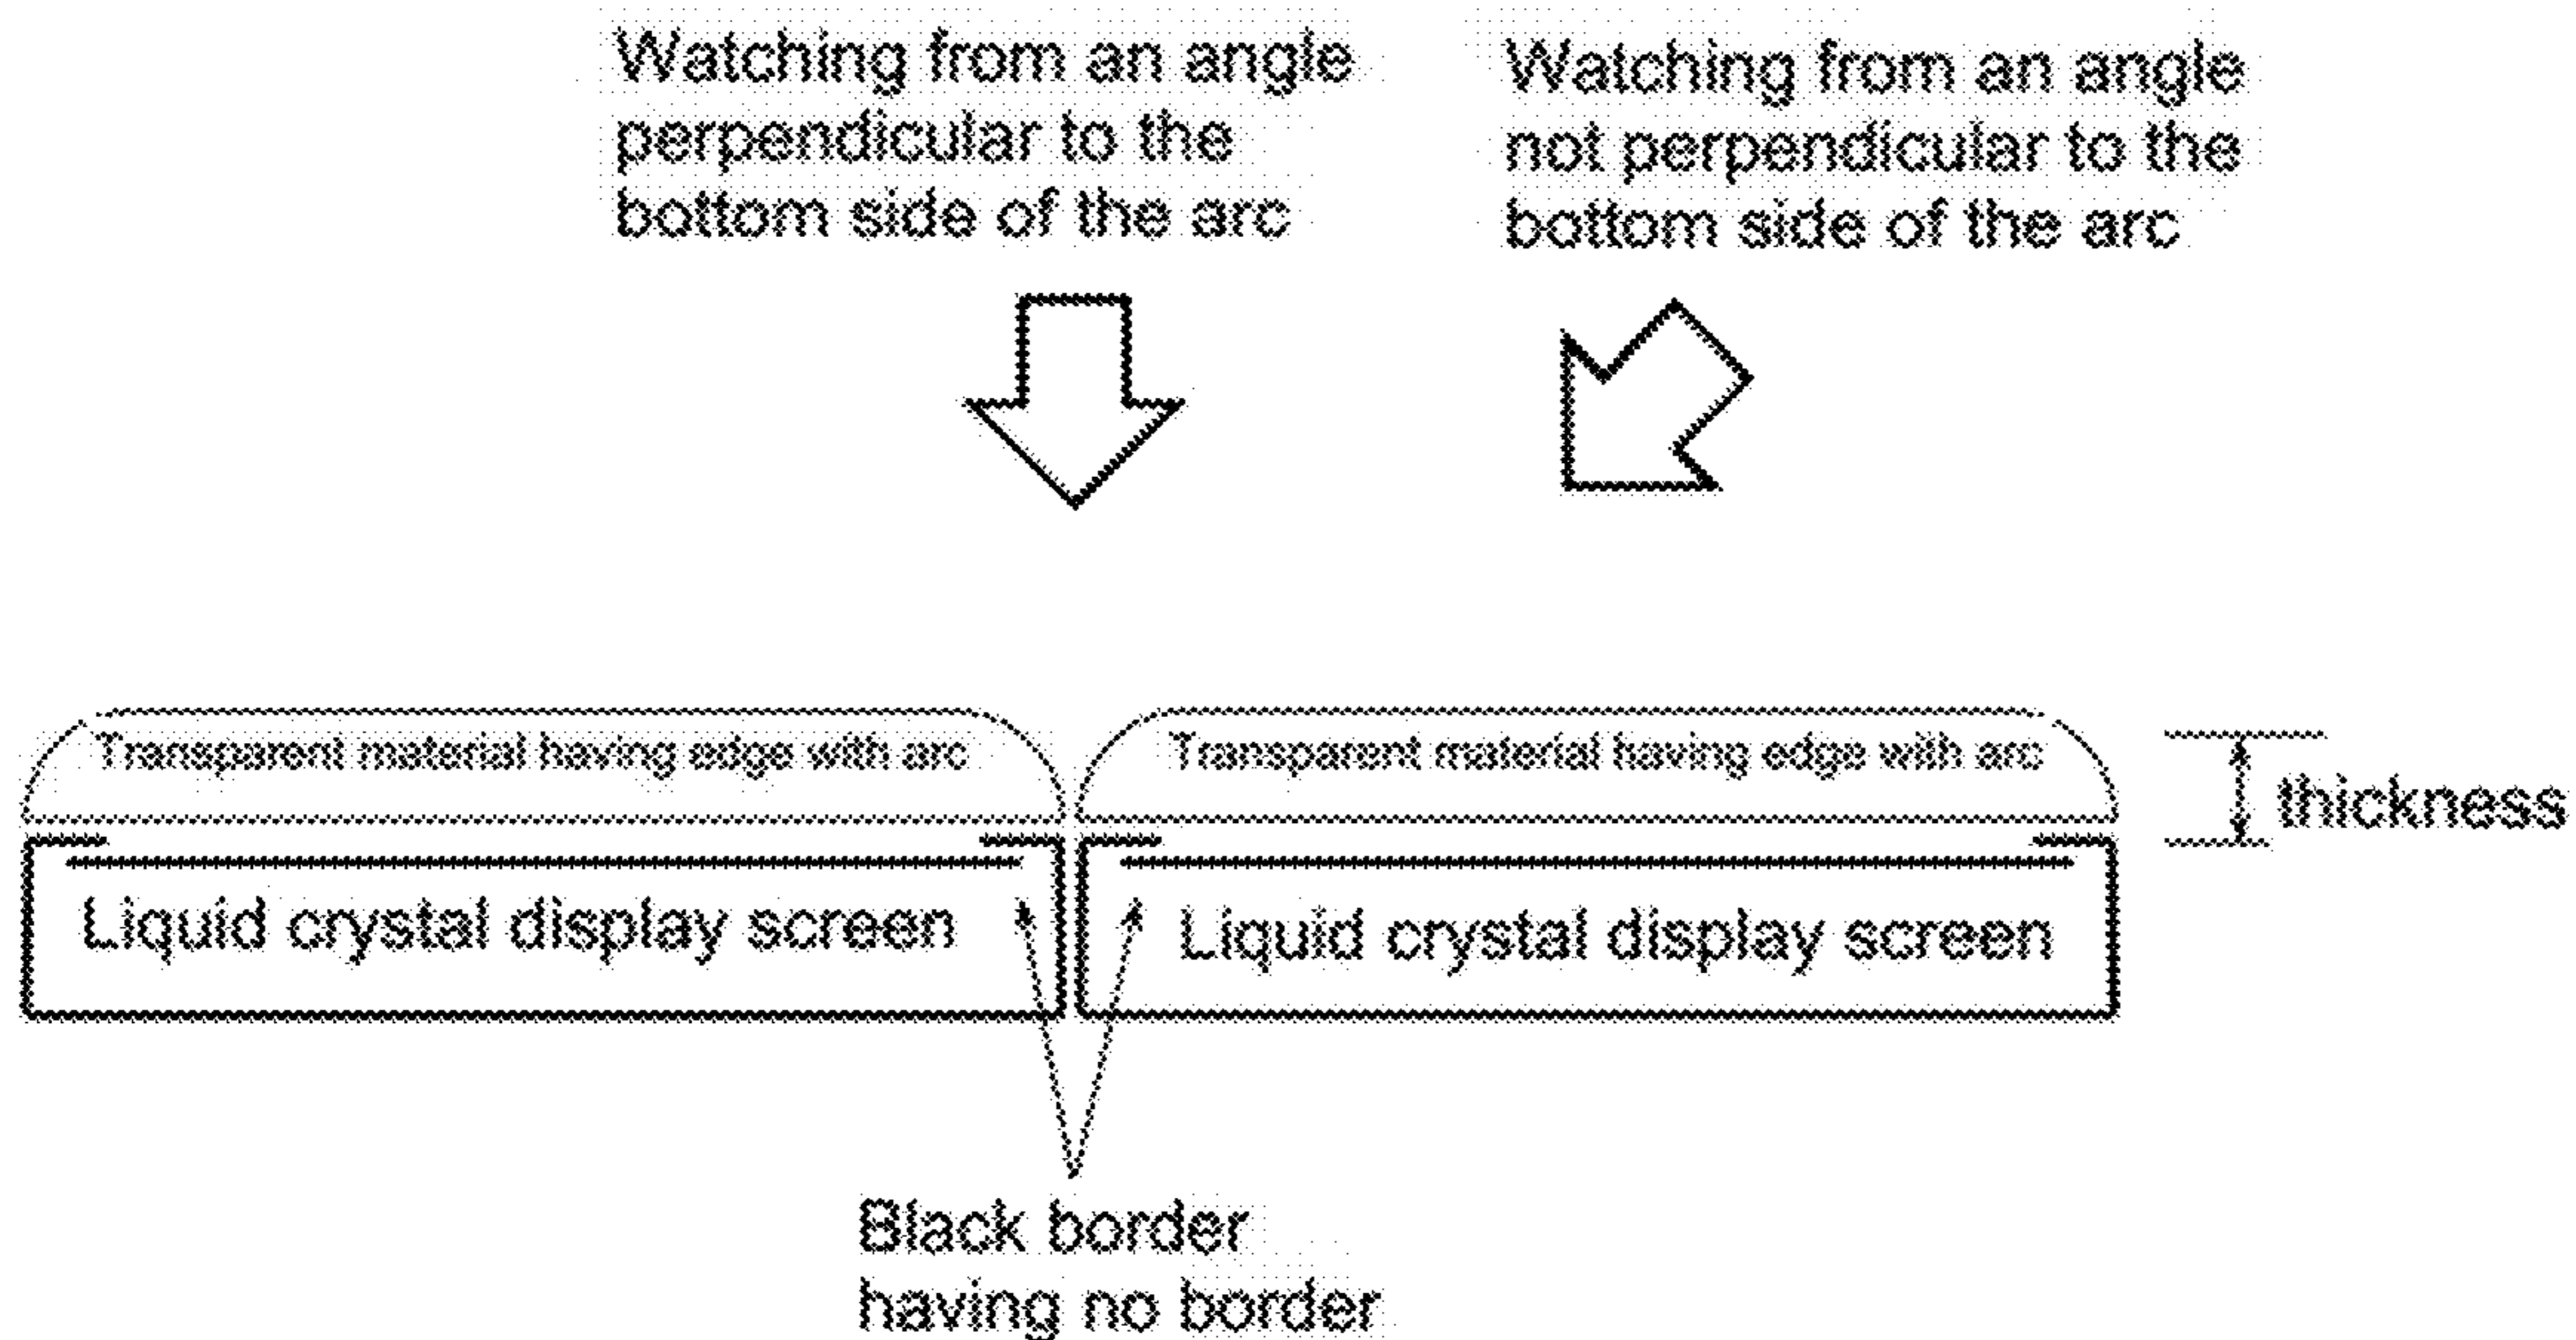 Watching from an angle
perpendicular to the
bottom side of the arc
Watching from an angle
not perpendicular to the
bottom side of the arc
Transparent material having edge with arc
Transparent material having edge with arc
thickness
Liquid crystal display screen
Liquid crystal display screen
Black border
having no border